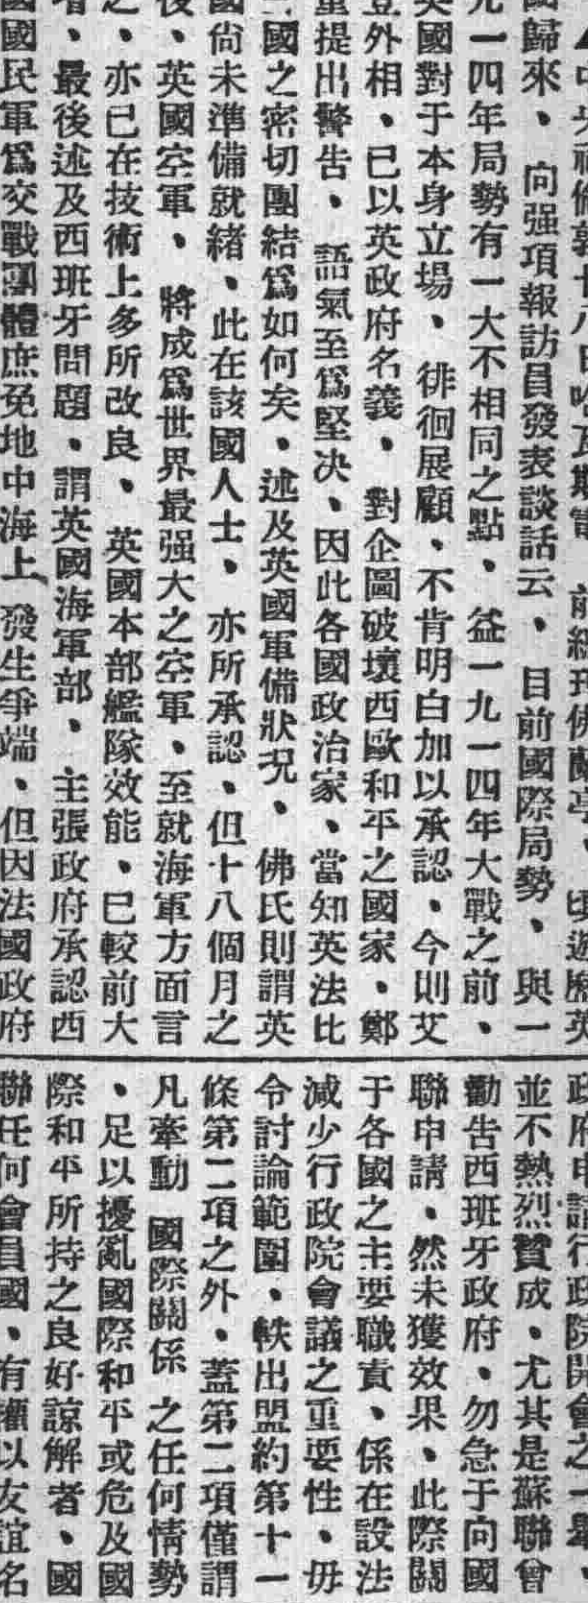 國歸來、向强項報訪員發表談話云、目前國際局勢、與一
九一四年局勢有一大不相同之點、益一九一四年大戰之前、
英國對于本身立場、徘徊展顧、不肯明白加以承認、今則艾
登外相、已以英政府名義、對企圖破壞西歐和平之國家、鄭
重提出警告、語氣至爲堅决、因此各國政治家、當知英法比
國之密切團結爲如何矣、述及英國軍備狀况、佛氏則謂英
國尙未準備就緒、此在該國人士、亦所承認、但十八個月之
後、英國空軍、將成爲世界最强大之空軍、至就海軍方面言
、亦已在技術上多所改良、英國本部艦隊效能、已較前大
、最後述及西班牙問題、謂英國海軍部、主張政府承認西
國民軍爲交戰團體庶免地中海上 發生爭端、但因法國政府
政府申請行政院開會之一舉、
並不熱烈贊成、尤其是蘇聯曾
勸告西班牙政府、勿急于向國
聯申請、然未獲效果、此際關
于各國之主要職責、係在設法
減少行政院會議之重要性、毋
令討論範圍、軼出盟約第十一
條第二項之外、蓋第二項僅謂
凡牽動 國際關係 之任何情勢
、足以擾亂國際和平或危及國
際和平所持之良好諒解者、國
聯任何會員國、有權以友誼名